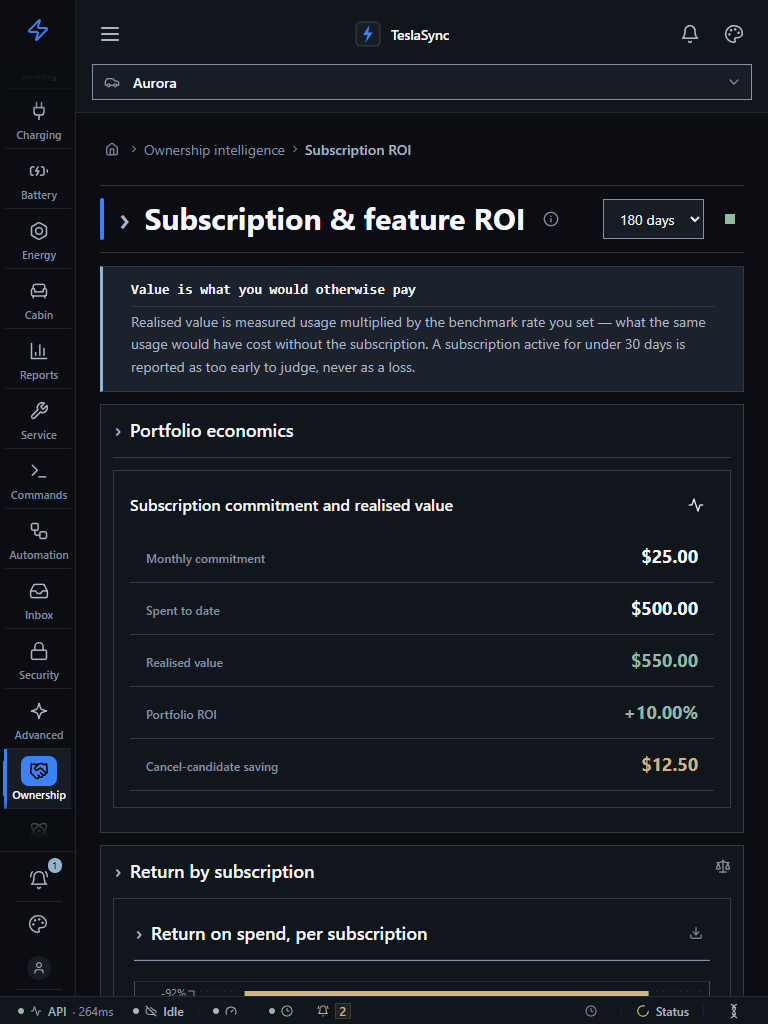 TeslaSync
Aurora
Driving
Charging
Battery
Energy
Cabin
Reports
Service
Commands
Automation
Inbox
Security
Advanced
Ownership
1
Ownership intelligence
Subscription ROI
Subscription & feature ROI
180 days
Value is what you would otherwise pay
Realised value is measured usage multiplied by the benchmark rate you set — what the same
usage would have cost without the subscription. A subscription active for under 30 days is
reported as too early to judge, never as a loss.
Portfolio economics
Subscription commitment and realised value
Monthly commitment $25.00
Spent to date $500.00
Realised value $550.00
Portfolio ROI +10.00%
Cancel-candidate saving $12.50
Return by subscription
Return on spend, per subscription
-92%
API · 264ms Idle 2 Status